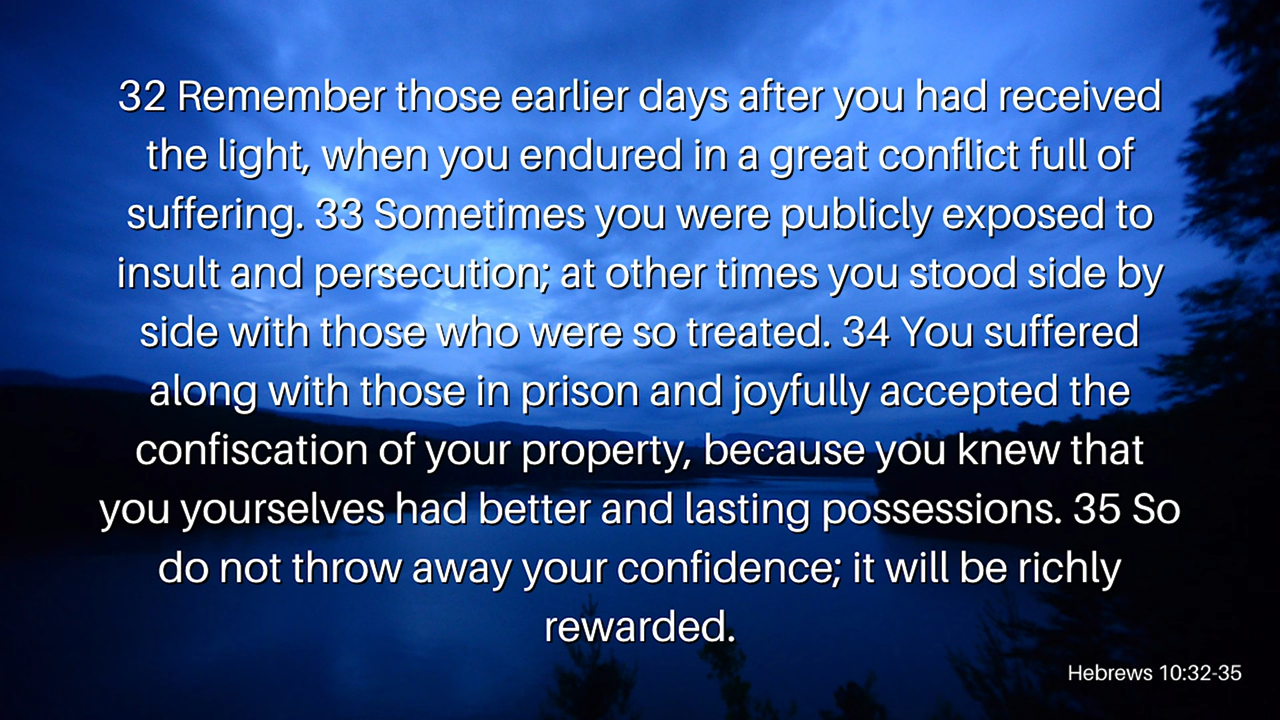 32 Remember those earlier days after you had received
the light, when you endured in a great conflict full of
suffering. 33 Sometimes you were publicly exposed to
insult and persecution; at other times you stood side by
side with those who were so treated. 34 You suffered
along with those in prison and joyfully accepted the
confiscation of your property, because you knew that
you yourselves had better and lasting possessions. 35 So
do not throw away your confidence; it will be richly
rewarded.
Hebrews 10:32-35